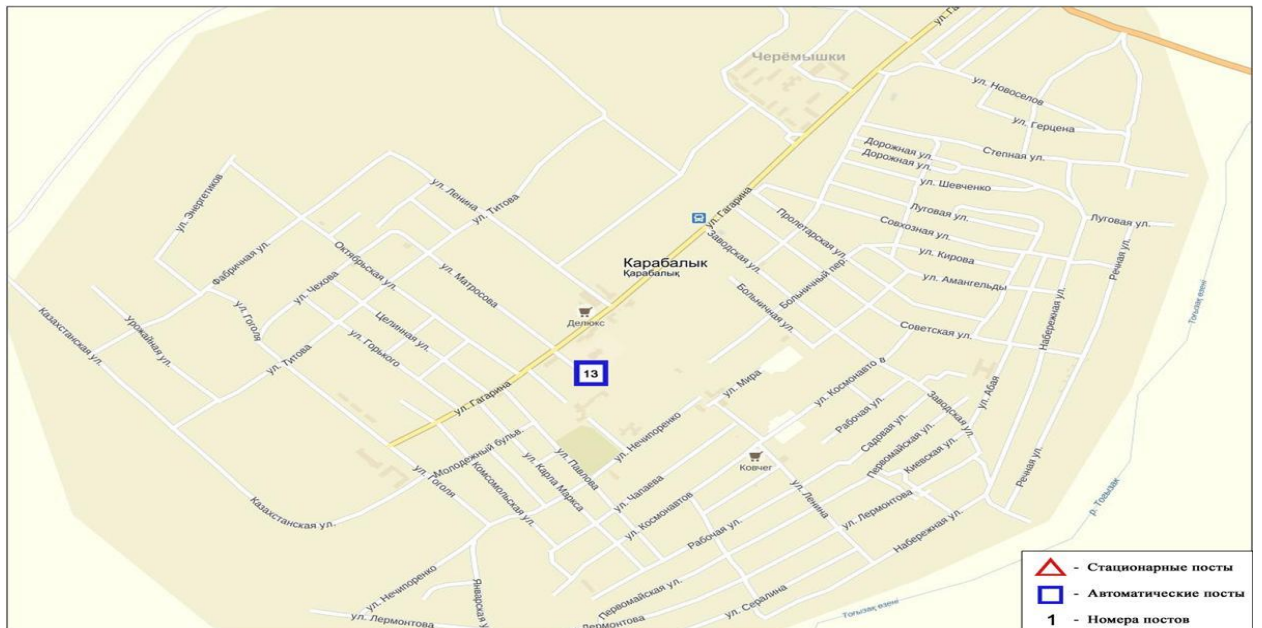 ул. Га
Черёмышки
ул. Новоселов
ул. Герцена
Степная ул.
Дорожная ул.
Дорожная ул.
ул. Шевченко
ул. Энергетиков
ул. Ленина
ул. Титова
ул. Гагарина
Пролетарская ул.
Луговая ул.
Луговая ул.
Совхозная ул.
Заводская ул.
ул. Кирова
Речная ул.
Фабричная ул.
Октябрьская ул.
Карабалык
Қарабалық
Больничный пер.
ул. Амангельды
ул. Чехова
ул. Матросова
Больничная ул.
Тоғызақ өзені
Казахстанская ул.
Урожайная ул.
ул. Гоголя
Целинная ул.
Делюкс
Советская ул.
Набережная ул.
ул. Горького
ул. Титова
13
ул. Гагарина
ул. Мира
ул. Космонавто в
ул. Абая
Рабочая ул.
Заводская ул.
Садовая ул.
Первомайская ул.
Киевская ул.
Молодежный бульв.
ул. Нечипоренко
ул. Гоголя
Комсомольская ул.
ул. Карла Маркса
ул. Павлова
Ковчег
Речная ул.
ул. Чапаева
ул. Ленина
р. Тогызак
Казахстанская ул.
ул. Космонавтов
Рабочая ул.
ул. Лермонтова
Набережная ул.
ул. Нечипоренко
Январская у
Первомайская ул.
ул. Сералина
Тоғызақ өзені
ул. Лермонтова
Лермонтова ул.
- Стационарные посты
- Автоматические посты
1 - Номера постов